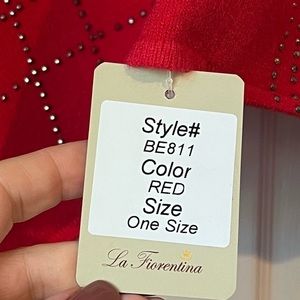 Style#
BE811
Color
RED
Size
One Size
La Fiorentina